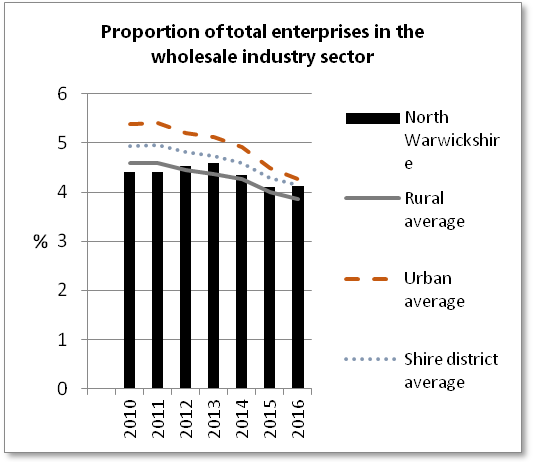 Proportion of total enterprises in the
wholesale industry sector
6
5
4
3
2
1
0
%
2010
2011
2012
2013
2014
2015
2016
North
Warwickshir
e
Rural
average
Urban
average
Shire district
average